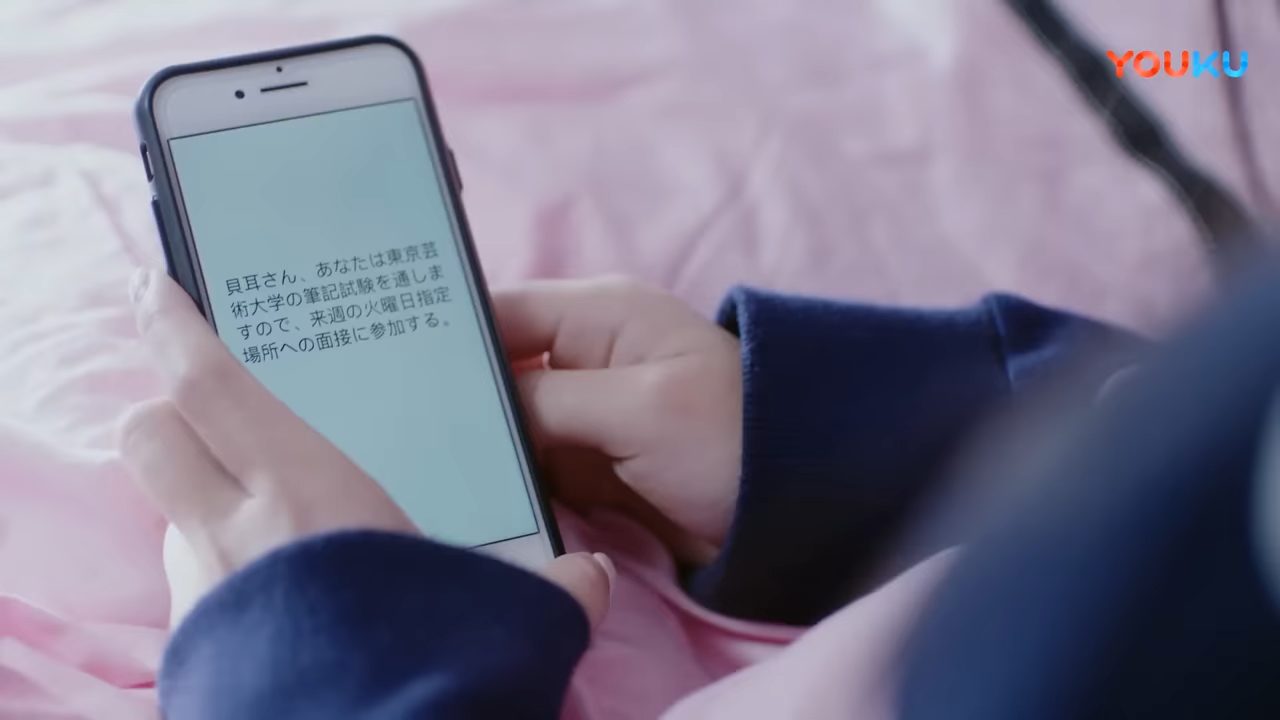 YOUKU
貝耳さん、あなたは東京芸
術大学の筆記試験を通しま
すので、来週の火曜日指定
場所への面接に参加する。